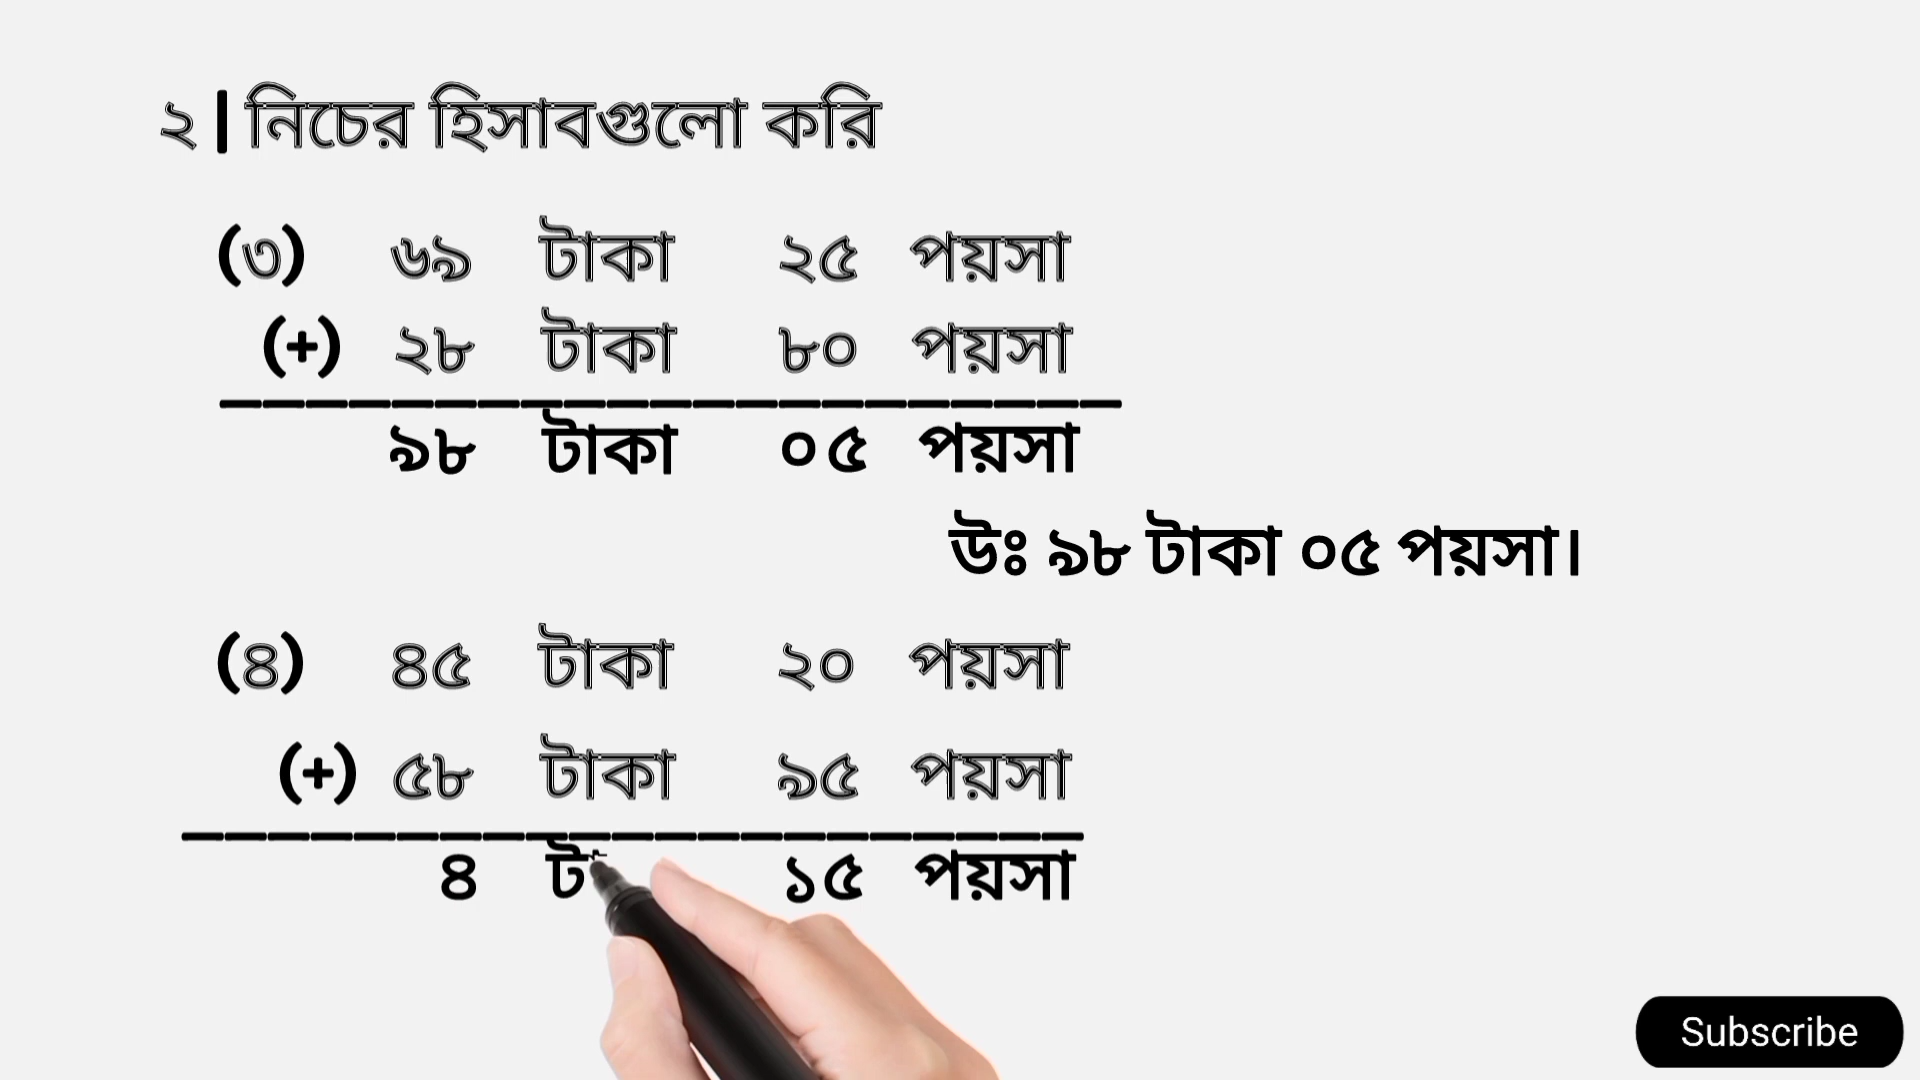 ২। নিচের হিসাবগুলো করি
(৩) ৬৯ টাকা ২৫ পয়সা
(+) ২৮ টাকা ৮০ পয়সা
৯৮ টাকা ০৫ পয়সা
উঃ ৯৮ টাকা ০৫ পয়সা।
(৪) ৪৫ টাকা ২০ পয়সা
(+) ৫৮ টাকা ৯৫ পয়সা
৪ ১৫ পয়সা
Subscribe